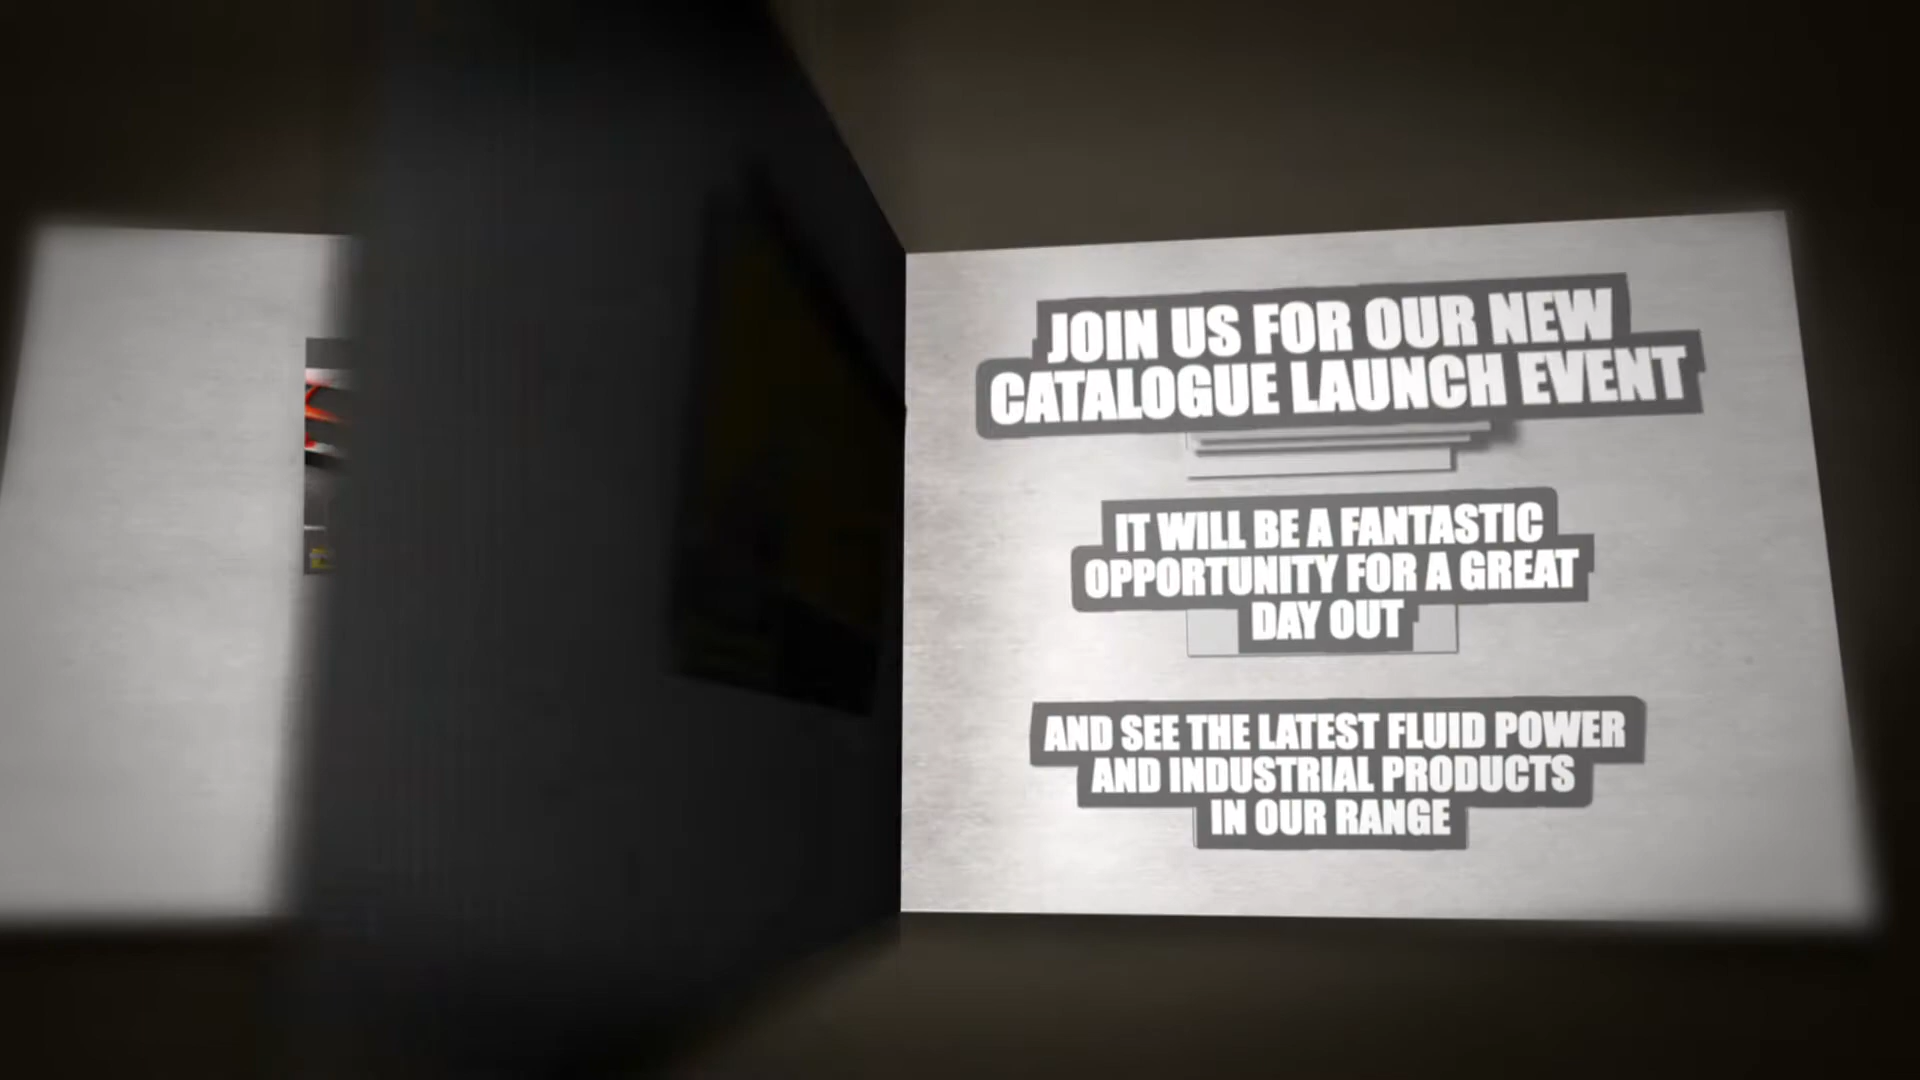 JOIN US FOR OUR NEW
CATALOGUE LAUNCH EVENT
IT WILL BE A FANTASTIC
OPPORTUNITY FOR A GREAT
DAY OUT
AND SEE THE LATEST FLUID POWER
AND INDUSTRIAL PRODUCTS
IN OUR RANGE